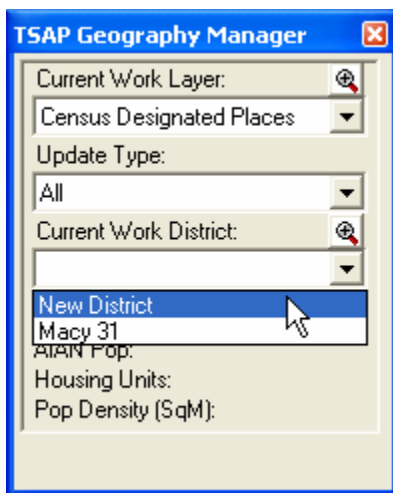 TSAP Geography Manager
Current Work Layer:
Census Designated Places
Update Type:
All
Current Work District:
New District
Macy 31
AIAN Pop:
Housing Units:
Pop Density (SqM):